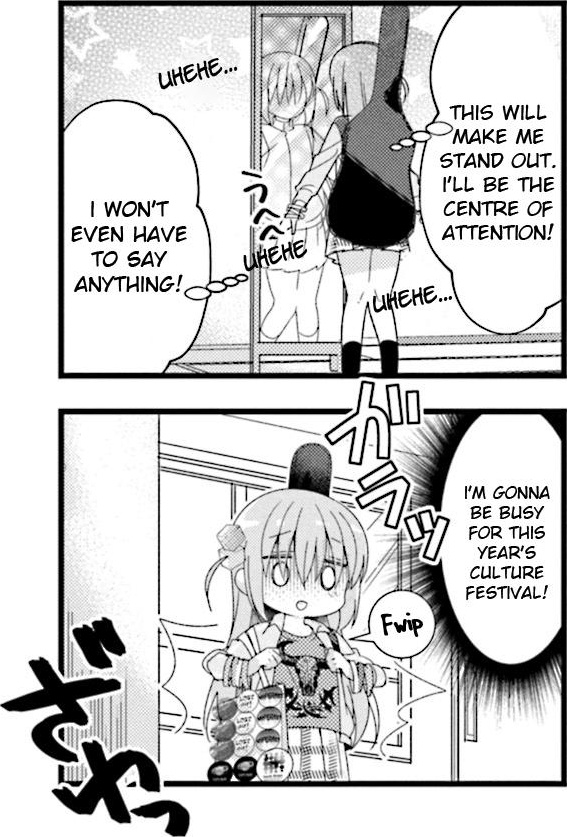 THIS WILL
MAKE ME
STAND OUT.
I'LL BE THE
CENTRE OF
ATTENTION!
UHEHE...
うへへ
UHEHE
UHEHE...
I WON'T
EVEN HAVE
TO SAY
ANYTHING!
I'M GONNA
BE BUSY
FOR THIS
YEAR'S
CULTURE
FESTIVAL!
ガラッ
Fwip
ざわっ